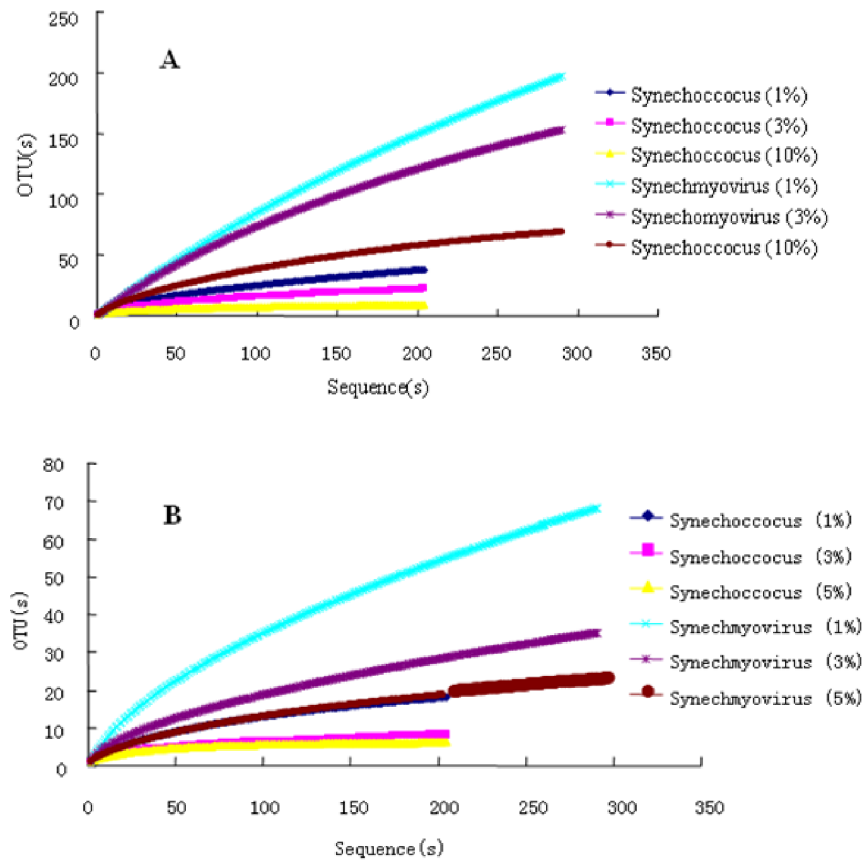 A
250
200
150
100
50
0
OTU(s)
0 50 100 150 200 250 300 350
Sequence(s)
Synechoccocus (1%)
Synechoccocus (3%)
Synechoccocus (10%)
Synechmyovirus (1%)
Synechomyovirus (3%)
Synechoccocus (10%)
B
80
70
60
50
40
30
20
10
0
OTU(s)
0 50 100 150 200 250 300 350
Sequence(s)
Synechoccocus (1%)
Synechoccocus (3%)
Synechoccocus (5%)
Synechmyovirus (1%)
Synechmyovirus (3%)
Synechmyovirus (5%)